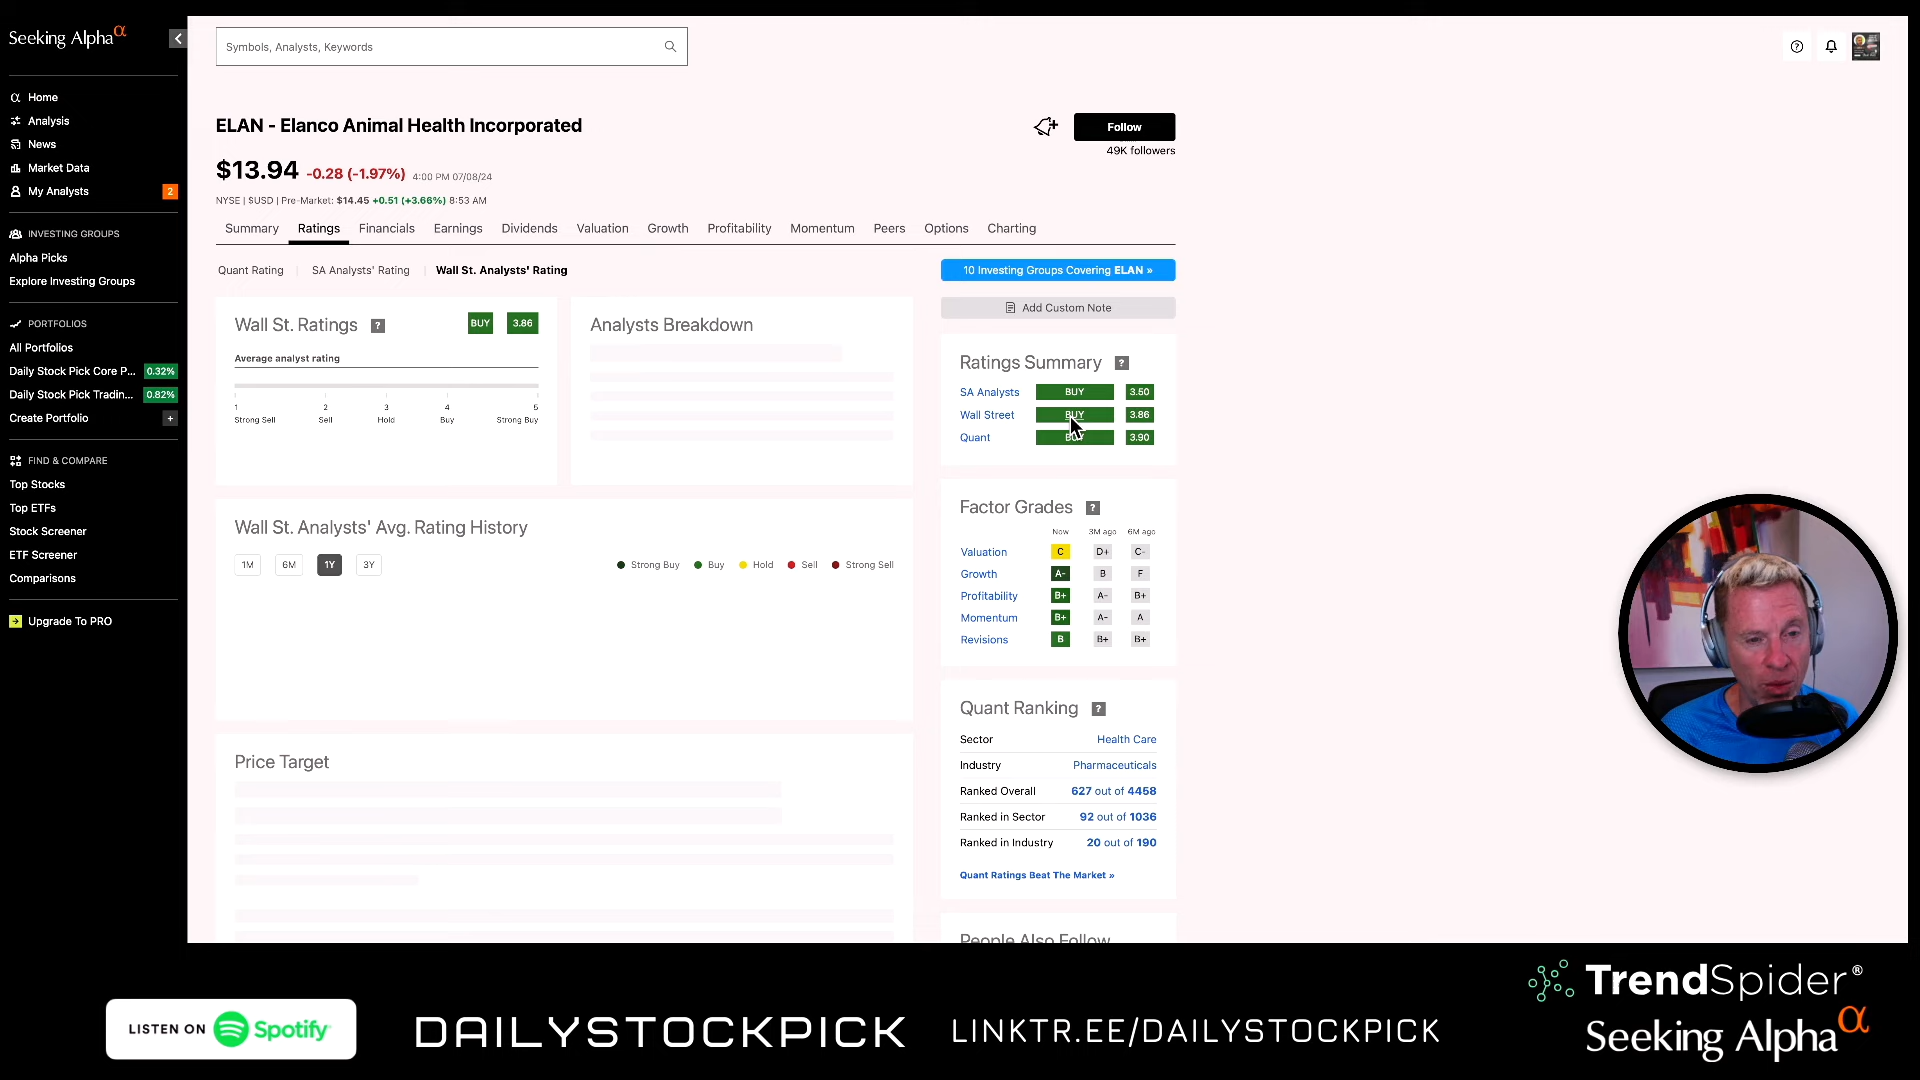 Seeking Alpha α
Symbols, Analysts, Keywords
Home
Analysis
News
Market Data
My Analysts 2
INVESTING GROUPS
Alpha Picks
Explore Investing Groups
PORTFOLIOS
All Portfolios
Daily Stock Pick Core P... 0.32%
Daily Stock Pick Tradin... 0.82%
Create Portfolio +
FIND & COMPARE
Top Stocks
Top ETFs
Stock Screener
ETF Screener
Comparisons
Upgrade To PRO
ELAN - Elanco Animal Health Incorporated
Follow
49K followers
$13.94 -0.28 (-1.97%) 4:00 PM 07/08/24
NYSE | $USD | Pre-Market: $14.45 +0.51 (+3.66%) 8:53 AM
Summary Ratings Financials Earnings Dividends Valuation Growth Profitability Momentum Peers Options Charting
Quant Rating | SA Analysts' Rating | Wall St. Analysts' Rating
10 Investing Groups Covering ELAN »
Add Custom Note
Wall St. Ratings ? BUY 3.86
Average analyst rating
1 2 3 4 5
Strong Sell Sell Hold Buy Strong Buy
Analysts Breakdown
Wall St. Analysts' Avg. Rating History
1M 6M 1Y 3Y
Strong Buy Buy Hold Sell Strong Sell
Price Target
Ratings Summary ?
SA Analysts BUY 3.50
Wall Street BUY 3.86
Quant BUY 3.90
Factor Grades ?
Now 3M ago 6M ago
Valuation C D+ C-
Growth A- B F
Profitability B+ A- B+
Momentum B+ A- A
Revisions B B+ B+
Quant Ranking ?
Sector Health Care
Industry Pharmaceuticals
Ranked Overall 627 out of 4458
Ranked in Sector 92 out of 1036
Ranked in Industry 20 out of 190
Quant Ratings Beat The Market »
People Also Follow
LISTEN ON Spotify
DAILYSTOCKPICK
LINKTR.EE/DAILYSTOCKPICK
TrendSpider®
Seeking Alpha α